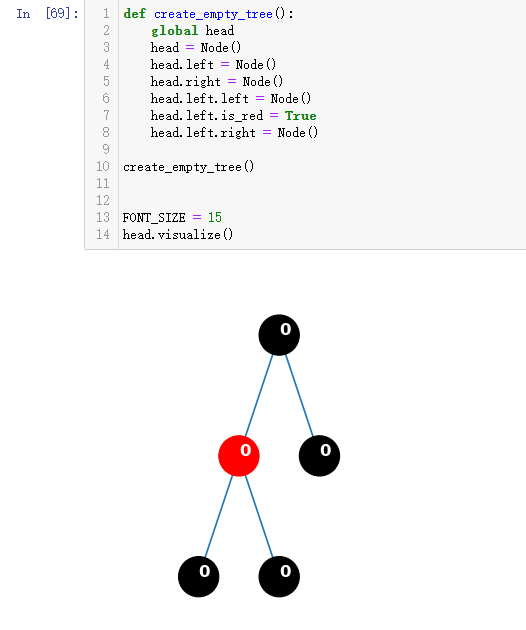 In [69]:
1 def create_empty_tree():
2     global head
3     head = Node()
4     head.left = Node()
5     head.right = Node()
6     head.left.left = Node()
7     head.left.is_red = True
8     head.left.right = Node()
9
10 create_empty_tree()
11
12
13 FONT_SIZE = 15
14 head.visualize()
0
0 0
0 0